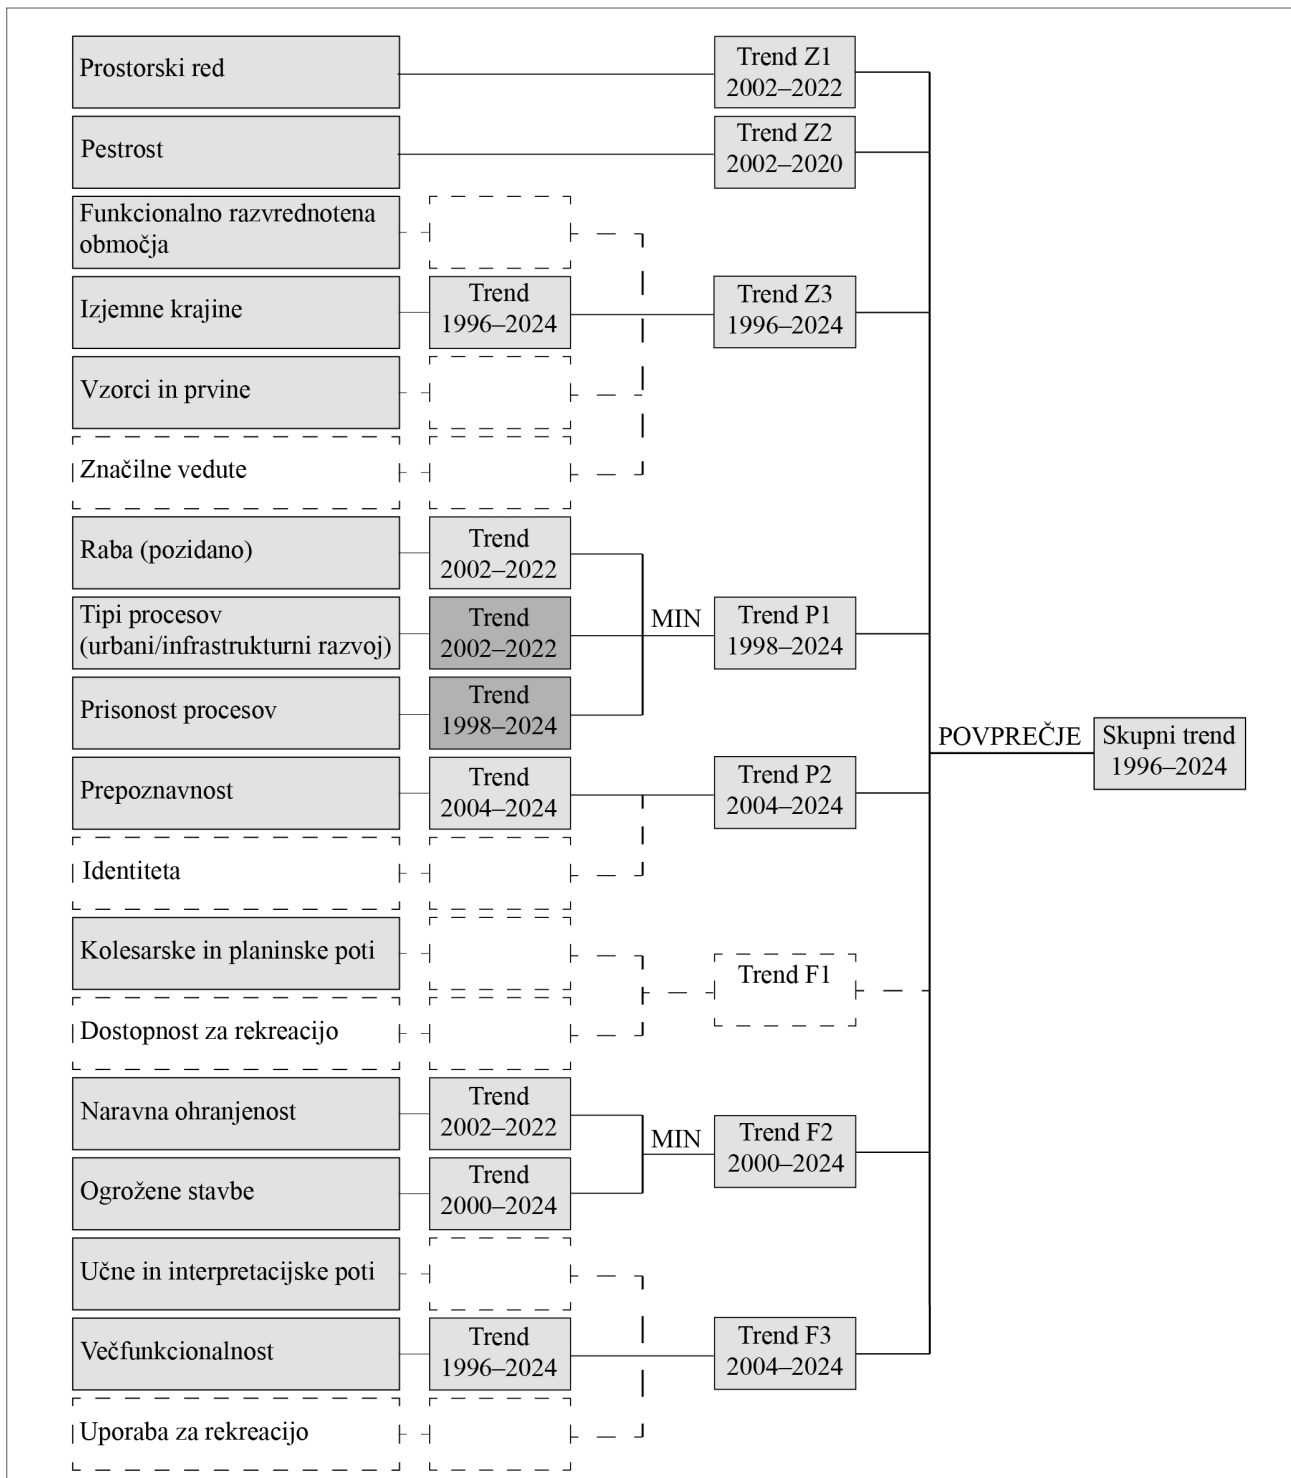 Prostorski red
Trend Z1
2002–2022
Pestrost
Trend Z2
2002–2020
Funkcionalno razvrednotena
območja
Izjemne krajine
Trend
1996–2024
Trend Z3
1996–2024
Vzorci in prvine
Značilne vedute
Raba (pozidano)
Trend
2002–2022
Tipi procesov
(urbani/infrastrukturni razvoj)
Trend
2002–2022
MIN
Trend P1
1998–2024
Prisonost procesov
Trend
1998–2024
POVPREČJE
Skupni trend
1996–2024
Prepoznavnost
Trend
2004–2024
Trend P2
2004–2024
Identiteta
Kolesarske in planinske poti
Trend F1
Dostopnost za rekreacijo
Naravna ohranjenost
Trend
2002–2022
MIN
Trend F2
2000–2024
Ogrožene stavbe
Trend
2000–2024
Učne in interpretacijske poti
Večfunkcionalnost
Trend
1996–2024
Trend F3
2004–2024
Uporaba za rekreacijo